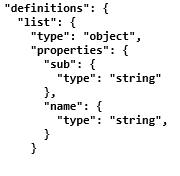 "definitions": {
  "list": {
    "type": "object",
    "properties": {
      "sub": {
        "type": "string"
      },
      "name": {
        "type": "string",
      }
    }